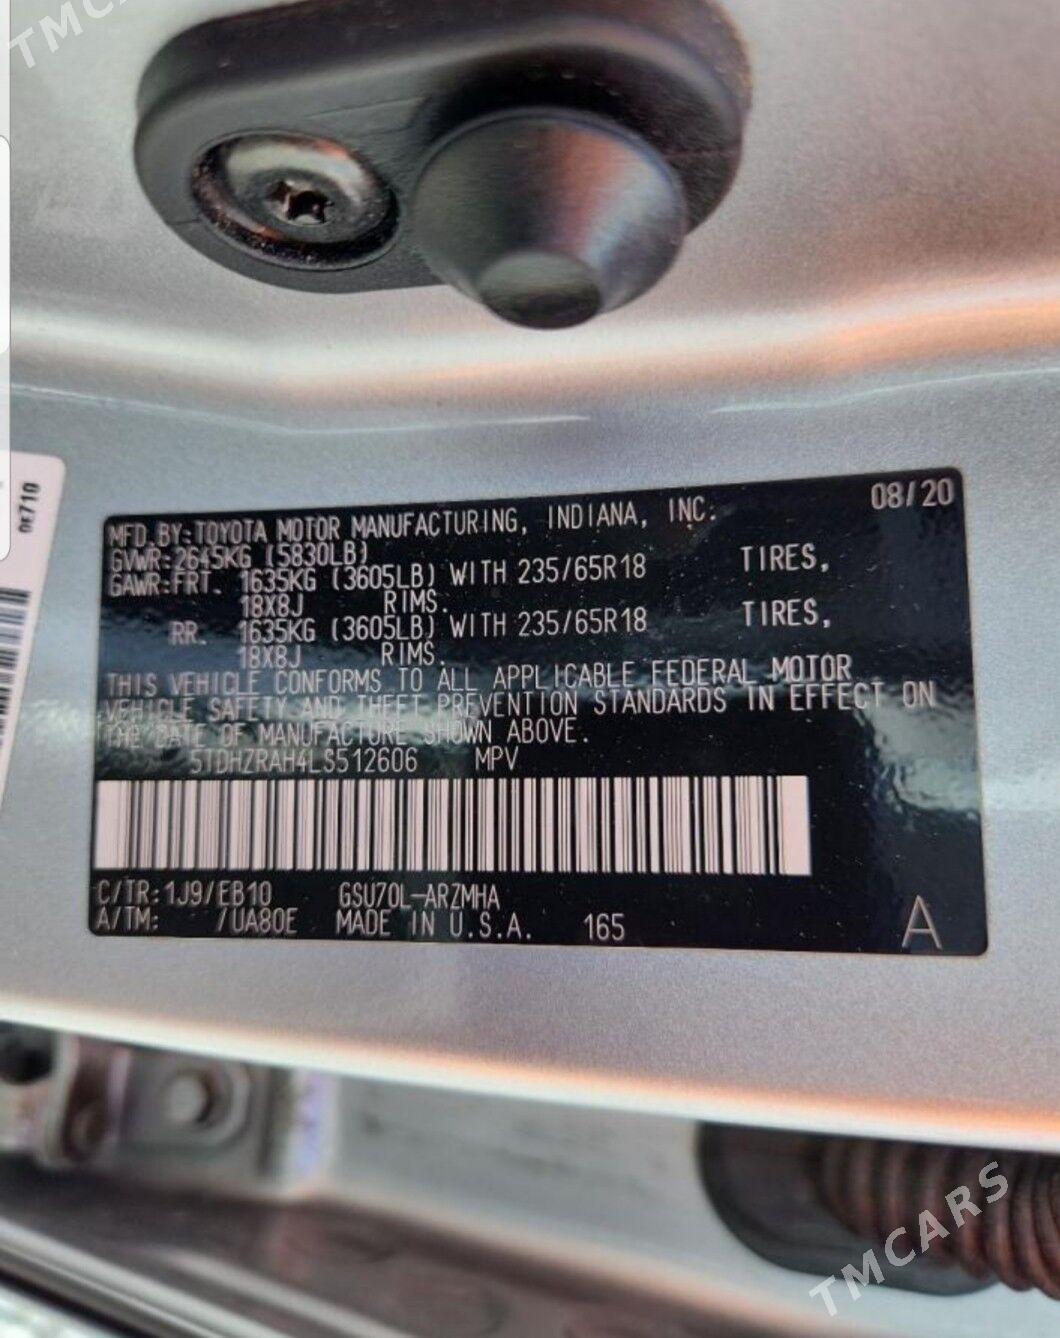 TMCARS
0E710
08/20
MFD.BY:TOYOTA MOTOR MANUFACTURING, INDIANA, INC.
GVWR:2645KG (5830LB)
GAWR:FRT. 1635KG (3605LB) WITH 235/65R18 TIRES,
18X8J RIMS.
RR. 1635KG (3605LB) WITH 235/65R18 TIRES,
18X8J RIMS.
THIS VEHICLE CONFORMS TO ALL APPLICABLE FEDERAL MOTOR
VEHICLE SAFETY AND THEFT PREVENTION STANDARDS IN EFFECT ON
THE DATE OF MANUFACTURE SHOWN ABOVE.
5TDHZRAH4LS512606 MPV
C/TR:1J9/EB10 GSU70L-ARZMHA
A/TM: /UA80E MADE IN U.S.A. 165 A
TMCARS